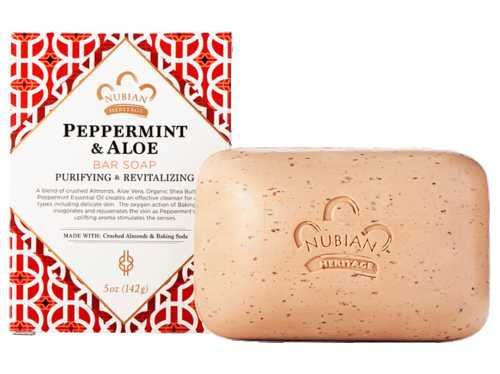 NUBIAN
HERITAGE
PEPPERMINT
& ALOE
BAR SOAP
PURIFYING & REVITALIZING
A blend of crushed Almonds, Aloe Vera, Organic Shea Butt
Peppermint Essential Oil creates an effective cleanser for
types including delicate skin. The oxygen action of Baking
invigorates and rejuvenates the skin as Peppermint's
uplifting aroma stimulates the senses.
MADE WITH: Crushed Almonds & Baking Soda
5 oz (142g)
NUBIAN
HERITAGE